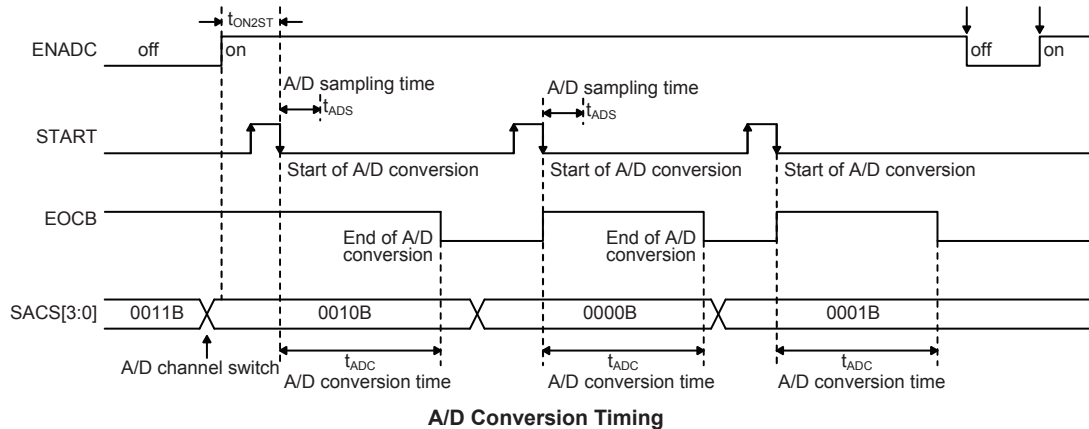 tON2ST
ENADC off on off on
A/D sampling time A/D sampling time
tADS tADS
START
Start of A/D conversion Start of A/D conversion Start of A/D conversion
EOCB
End of A/D conversion End of A/D conversion
SACS[3:0] 0011B 0010B 0000B 0001B
A/D channel switch
tADC tADC tADC
A/D conversion time A/D conversion time A/D conversion time
A/D Conversion Timing